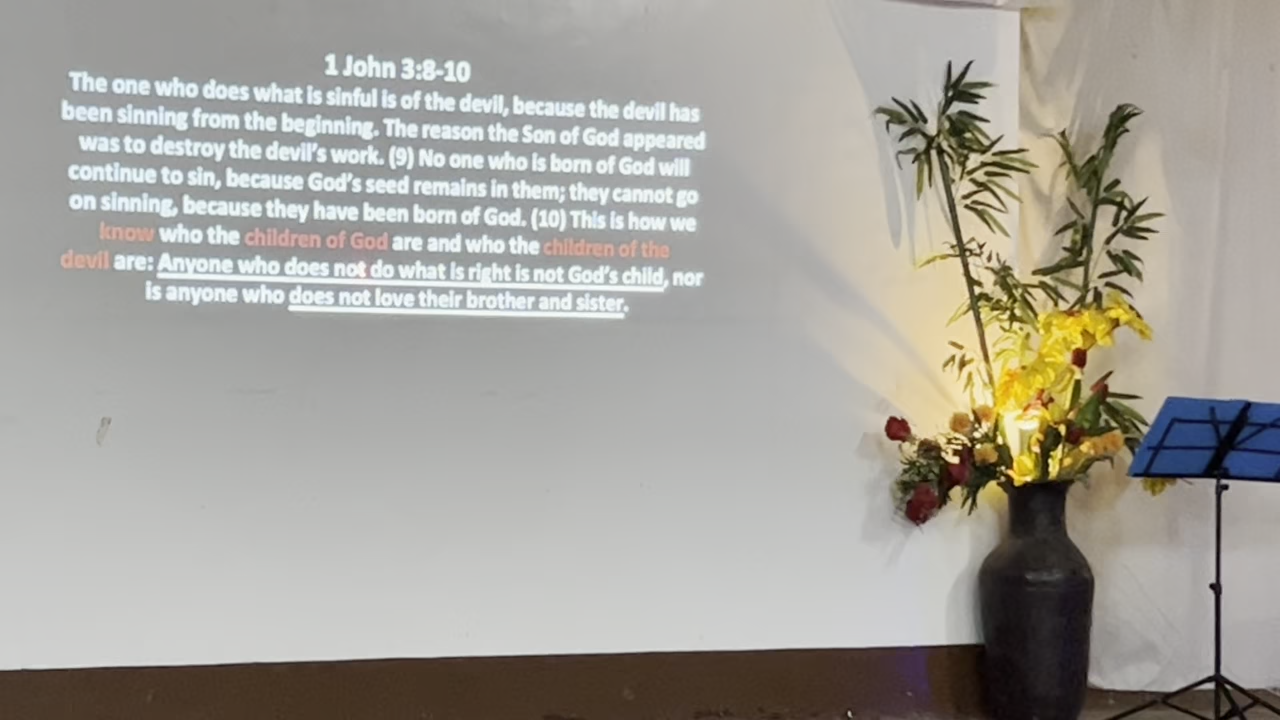 1 John 3:8-10
The one who does what is sinful is of the devil, because the devil has
been sinning from the beginning. The reason the Son of God appeared
was to destroy the devil’s work. (9) No one who is born of God will
continue to sin, because God’s seed remains in them; they cannot go
on sinning, because they have been born of God. (10) This is how we
know who the children of God are and who the children of the
devil are: Anyone who does not do what is right is not God’s child, nor
is anyone who does not love their brother and sister.